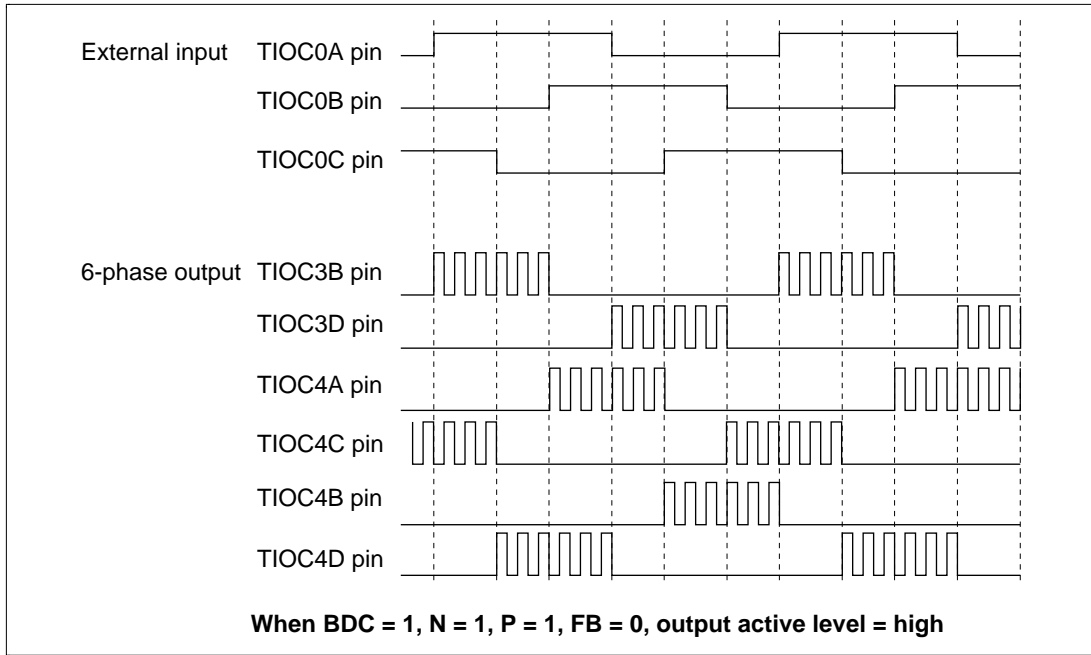 External input TIOC0A pin
TIOC0B pin
TIOC0C pin
6-phase output TIOC3B pin
TIOC3D pin
TIOC4A pin
TIOC4C pin
TIOC4B pin
TIOC4D pin
When BDC = 1, N = 1, P = 1, FB = 0, output active level = high